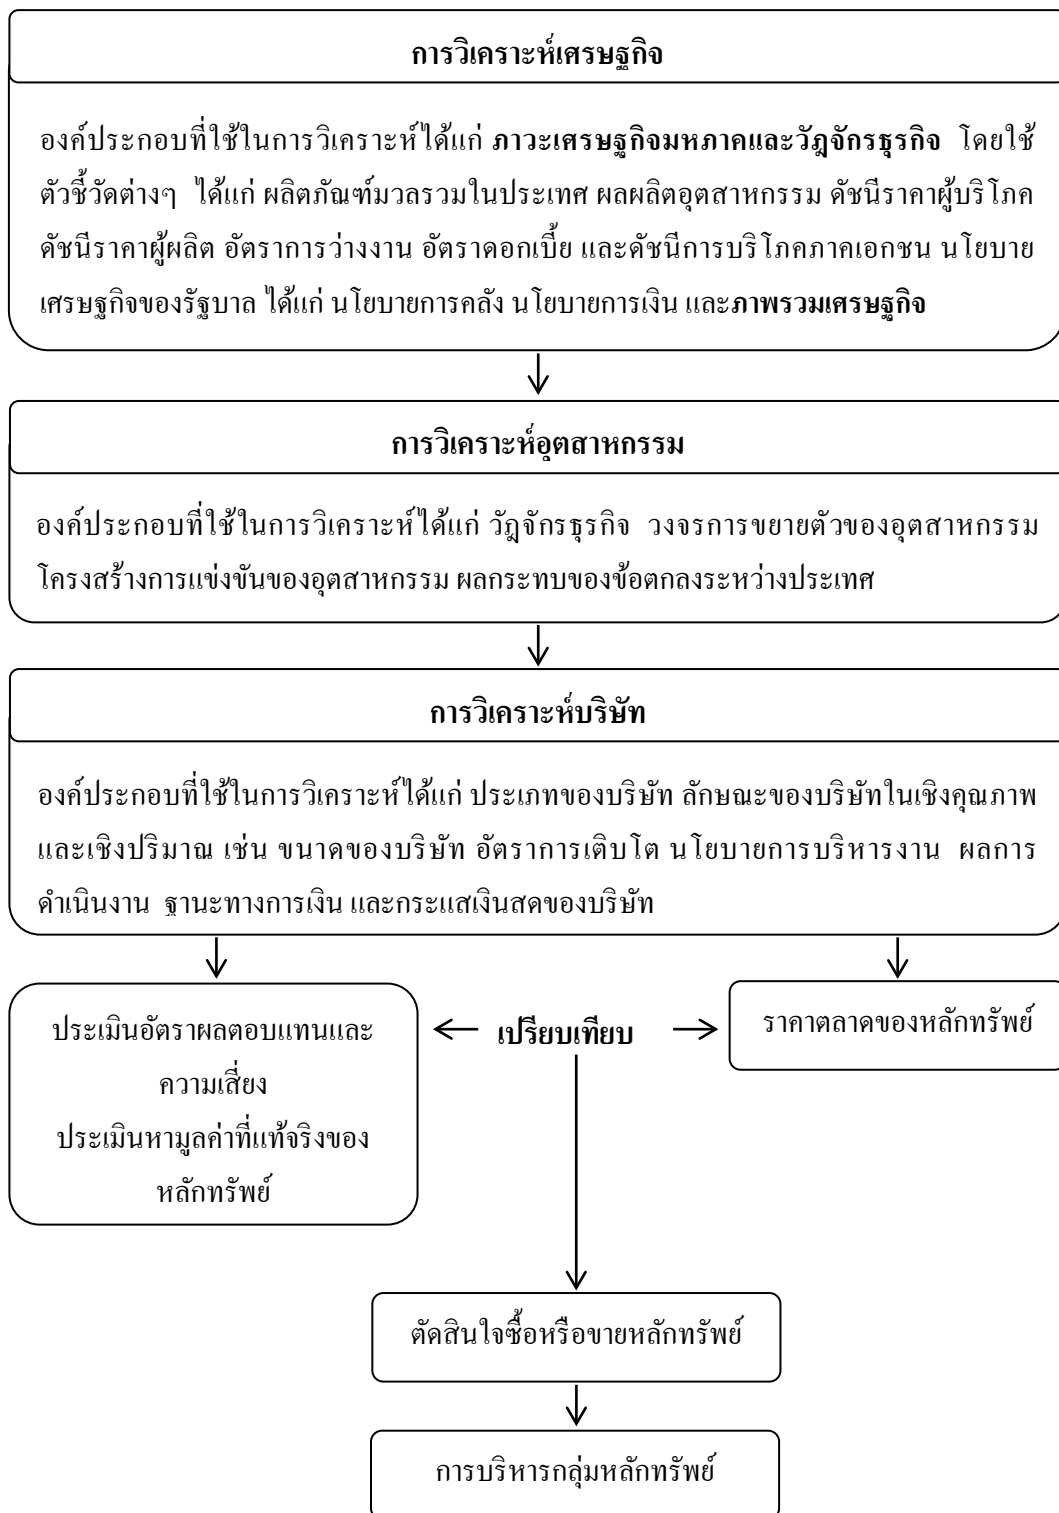 การวิเคราะห์เศรษฐกิจ
องค์ประกอบที่ใช้ในการวิเคราะห์ได้แก่ ภาวะเศรษฐกิจมหภาคและวัฎจักรธุรกิจ โดยใช้
ตัวชี้วัดต่างๆ ได้แก่ ผลิตภัณฑ์มวลรวมในประเทศ ผลผลิตอุตสาหกรรม ดัชนีราคาผู้บริโภค
ดัชนีราคาผู้ผลิต อัตราการว่างงาน อัตราดอกเบี้ย และดัชนีการบริโภคภาคเอกชน นโยบาย
เศรษฐกิจของรัฐบาล ได้แก่ นโยบายการคลัง นโยบายการเงิน และภาพรวมเศรษฐกิจ
การวิเคราะห์อุตสาหกรรม
องค์ประกอบที่ใช้ในการวิเคราะห์ได้แก่ วัฎจักรธุรกิจ วงจรการขยายตัวของอุตสาหกรรม
โครงสร้างการแข่งขันของอุตสาหกรรม ผลกระทบของข้อตกลงระหว่างประเทศ
การวิเคราะห์บริษัท
องค์ประกอบที่ใช้ในการวิเคราะห์ได้แก่ ประเภทของบริษัท ลักษณะของบริษัทในเชิงคุณภาพ
และเชิงปริมาณ เช่น ขนาดของบริษัท อัตราการเติบโต นโยบายการบริหารงาน ผลการ
ดำเนินงาน ฐานะทางการเงิน และกระแสเงินสดของบริษัท
ประเมินอัตราผลตอบแทนและ
ความเสี่ยง
ประเมินหามูลค่าที่แท้จริงของ
หลักทรัพย์
เปรียบเทียบ
ราคาตลาดของหลักทรัพย์
ตัดสินใจซื้อหรือขายหลักทรัพย์
การบริหารกลุ่มหลักทรัพย์